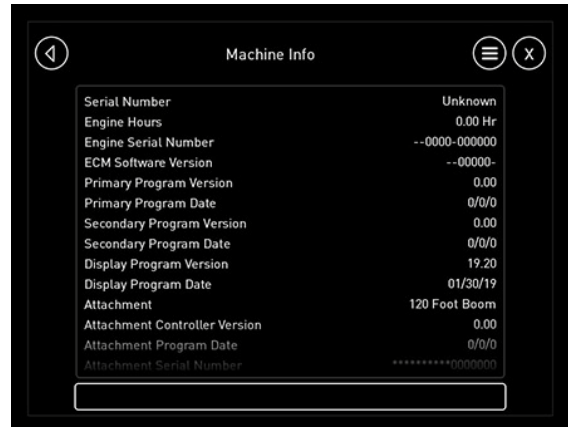 Machine Info X
Serial Number Unknown
Engine Hours 0.00 Hr
Engine Serial Number --0000-000000
ECM Software Version --00000-
Primary Program Version 0.00
Primary Program Date 0/0/0
Secondary Program Version 0.00
Secondary Program Date 0/0/0
Display Program Version 19.20
Display Program Date 01/30/19
Attachment 120 Foot Boom
Attachment Controller Version 0.00
Attachment Program Date 0/0/0
Attachment Serial Number **********0000000